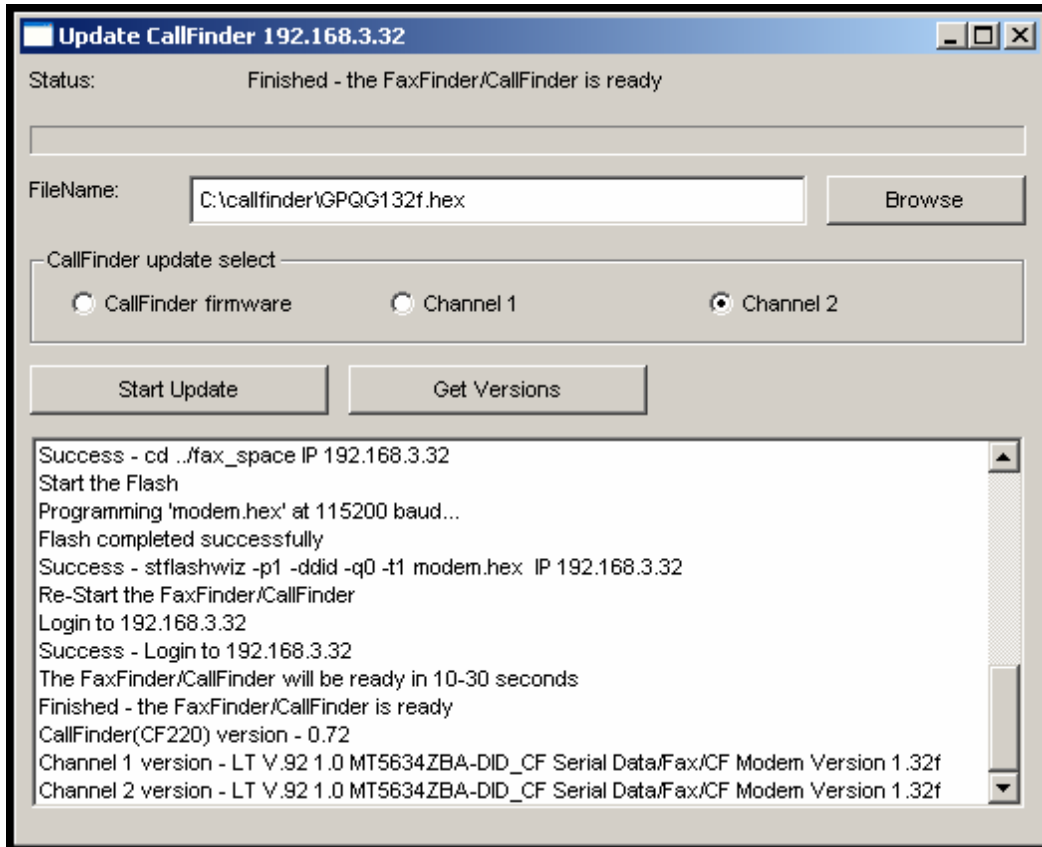 Update CallFinder 192.168.3.32
Status: Finished - the FaxFinder/CallFinder is ready
FileName: C:\callfinder\GPQG132f.hex Browse
CallFinder update select
CallFinder firmware Channel 1 Channel 2
Start Update Get Versions
Success - cd ../fax_space IP 192.168.3.32
Start the Flash
Programming 'modem.hex' at 115200 baud...
Flash completed successfully
Success - stflashwiz -p1 -ddid -q0 -t1 modem.hex  IP 192.168.3.32
Re-Start the FaxFinder/CallFinder
Login to 192.168.3.32
Success - Login to 192.168.3.32
The FaxFinder/CallFinder will be ready in 10-30 seconds
Finished - the FaxFinder/CallFinder is ready
CallFinder(CF220) version - 0.72
Channel 1 version - LT V.92 1.0 MT5634ZBA-DID_CF Serial Data/Fax/CF Modem Version 1.32f
Channel 2 version - LT V.92 1.0 MT5634ZBA-DID_CF Serial Data/Fax/CF Modem Version 1.32f